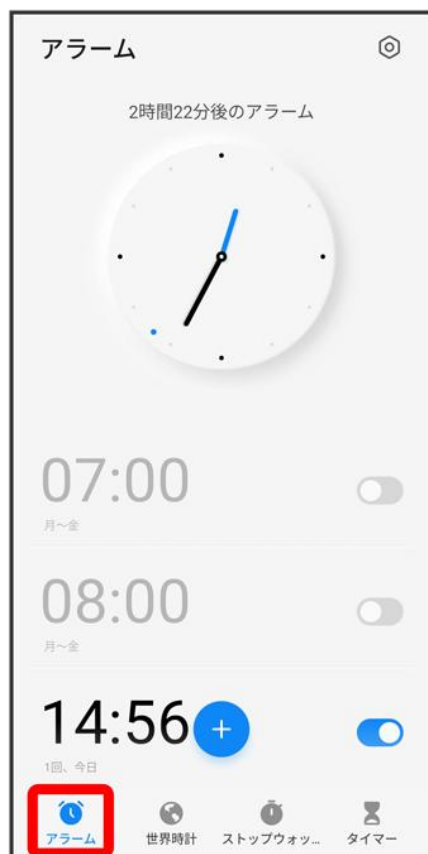 アラーム
2時間22分後のアラーム
07:00
月~金
08:00
月~金
14:56
1回、今日
アラーム 世界時計 ストップウォッ... タイマー